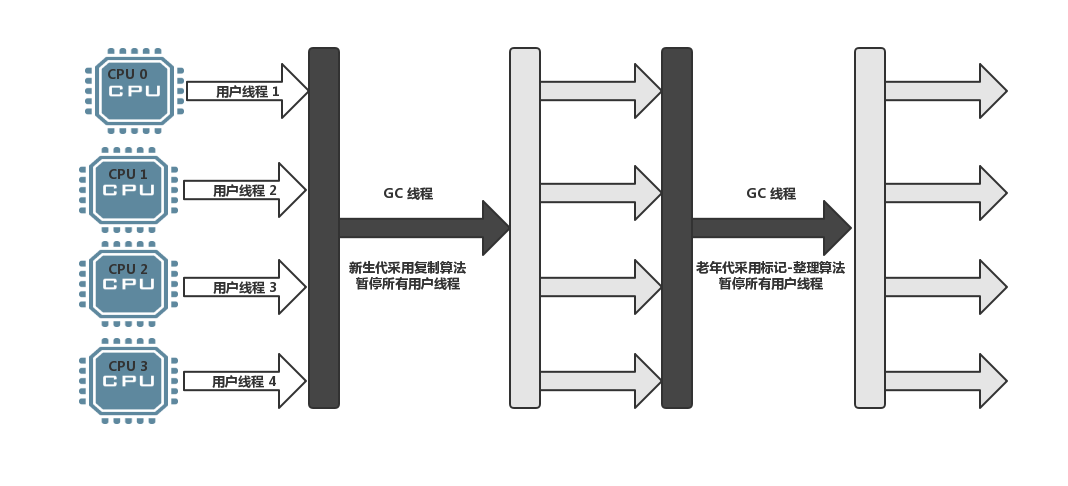 CPU 0
CPU
用户线程 1
CPU 1
CPU
用户线程 2
CPU 2
CPU
用户线程 3
CPU 3
CPU
用户线程 4
GC 线程
新生代采用复制算法
暂停所有用户线程
GC 线程
老年代采用标记-整理算法
暂停所有用户线程